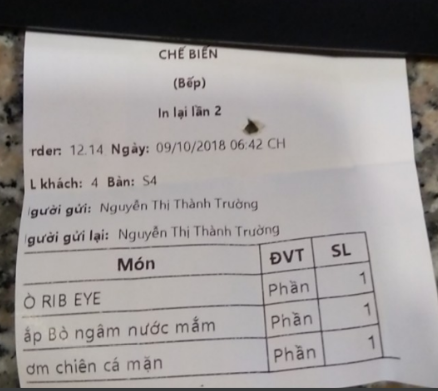 CHẾ BIẾN
(Bếp)
In lại lần 2
rder: 12.14 Ngày: 09/10/2018 06:42 CH
L khách: 4 Bàn: S4
gười gửi: Nguyễn Thị Thành Trường
gười gửi lại: Nguyễn Thị Thành Trường
Món ĐVT SL
Ò RIB EYE Phần 1
ắp Bò ngâm nước mắm Phần 1
ơm chiên cá mặn Phần 1